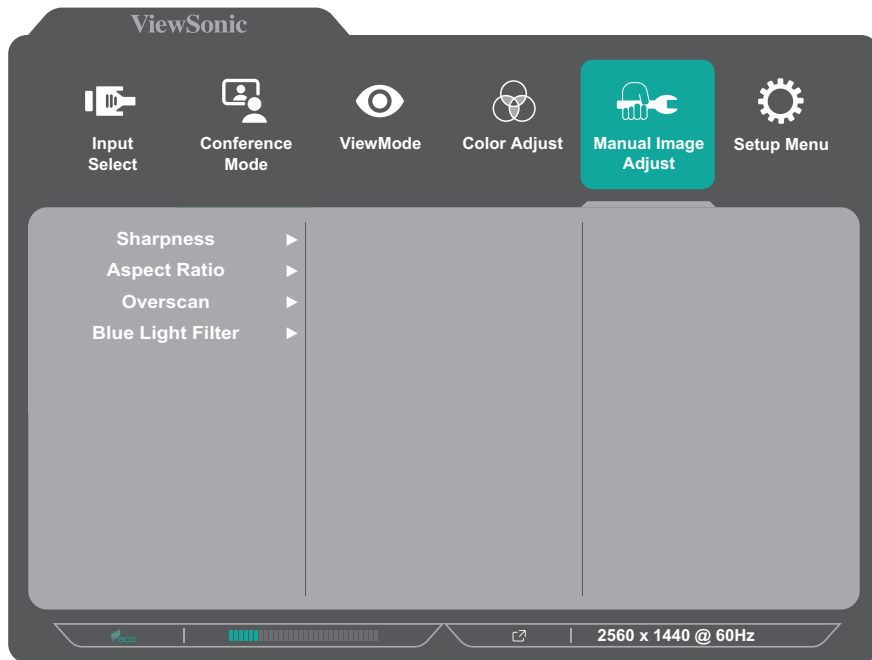 ViewSonic
Input
Select
Conference
Mode
ViewMode
Color Adjust
Manual Image
Adjust
Setup Menu
Sharpness
Aspect Ratio
Overscan
Blue Light Filter
eco
2560 x 1440 @ 60Hz